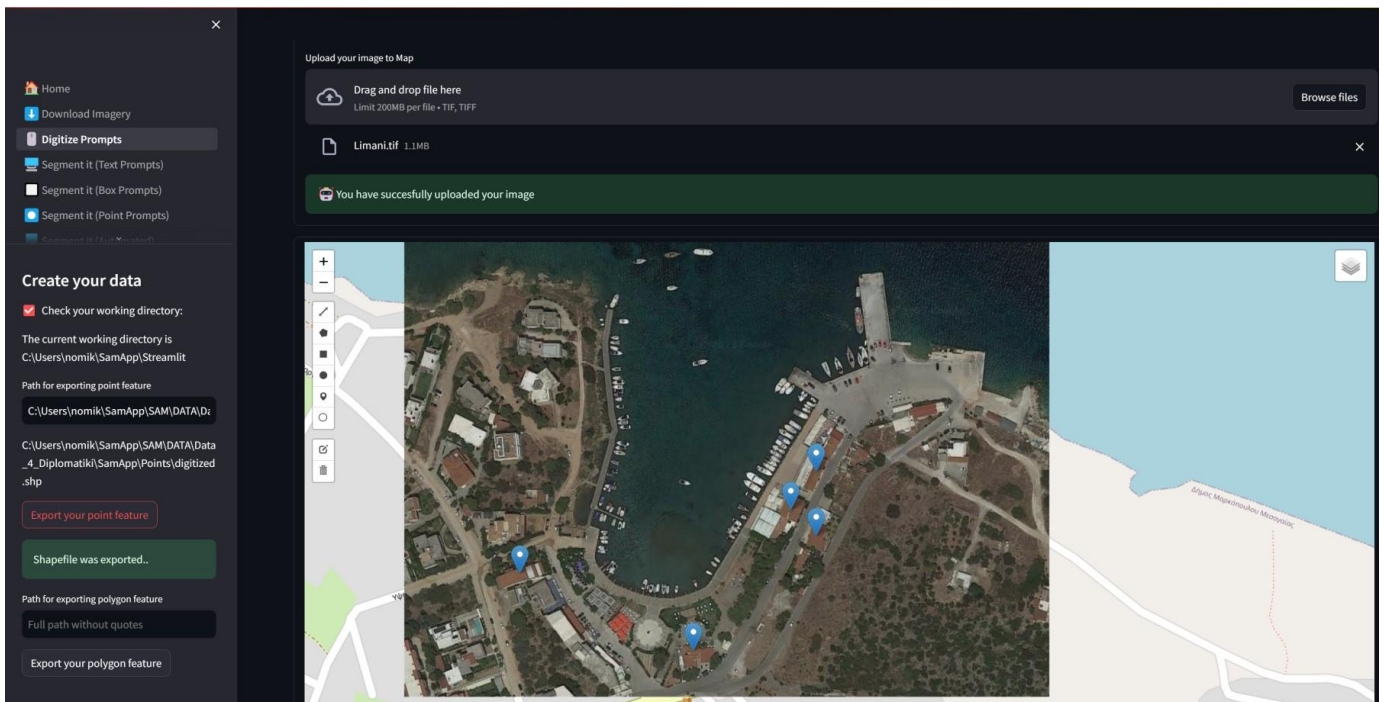 Home
Download Imagery
Digitize Prompts
Segment it (Text Prompts)
Segment it (Box Prompts)
Segment it (Point Prompts)
Create your data
Check your working directory:
The current working directory is
C:\Users\nomik\SamApp\Streamlit
Path for exporting point feature
C:\Users\nomik\SamApp\SAM\DATA\Da
C:\Users\nomik\SamApp\SAM\DATA\Data
_4_Diplomatiki\SamApp\Points\digitized
.shp
Export your point feature
Shapefile was exported..
Path for exporting polygon feature
Full path without quotes
Export your polygon feature
Upload your image to Map
Drag and drop file here
Limit 200MB per file • TIF, TIFF
Browse files
Limani.tif 1.1MB
You have succesfully uploaded your image
Δήμος Μαρκόπουλου Μεσογαίας